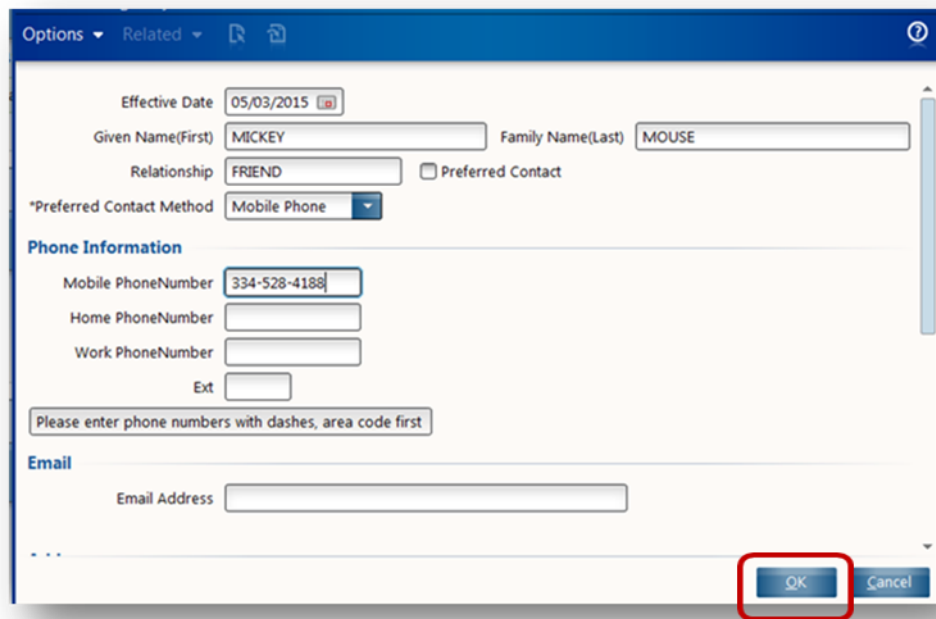 Options Related
Effective Date 05/03/2015
Given Name(First) MICKEY Family Name(Last) MOUSE
Relationship FRIEND Preferred Contact
*Preferred Contact Method Mobile Phone
Phone Information
Mobile PhoneNumber 334-528-4188
Home PhoneNumber
Work PhoneNumber
Ext
Please enter phone numbers with dashes, area code first
Email
Email Address
OK Cancel